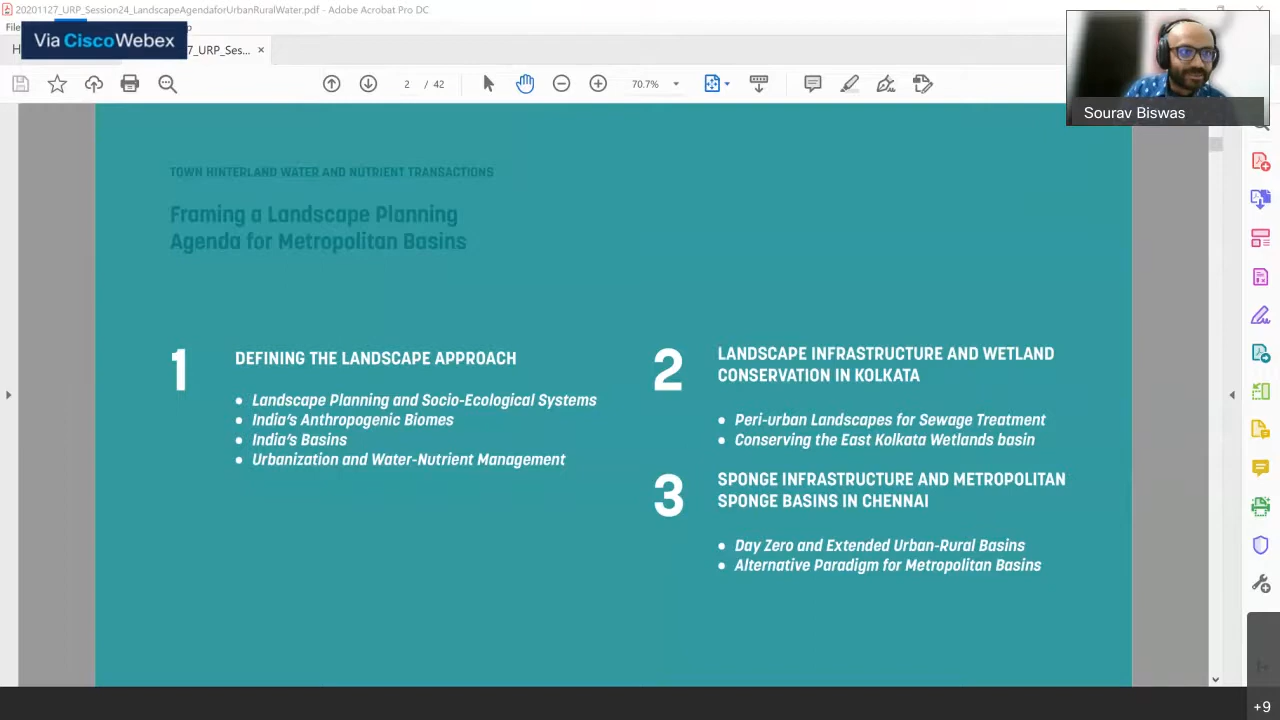 20201127_URP_Session24_LandscapeAgendaforUrbanRuralWater.pdf - Adobe Acrobat Pro DC
Via CiscoWebex
7_URP_Ses...
2 / 42
70.7%
Sourav Biswas
TOWN HINTERLAND WATER AND NUTRIENT TRANSACTIONS
Framing a Landscape Planning
Agenda for Metropolitan Basins
1
DEFINING THE LANDSCAPE APPROACH
• Landscape Planning and Socio-Ecological Systems
• India's Anthropogenic Biomes
• India's Basins
• Urbanization and Water-Nutrient Management
2
LANDSCAPE INFRASTRUCTURE AND WETLAND
CONSERVATION IN KOLKATA
• Peri-urban Landscapes for Sewage Treatment
• Conserving the East Kolkata Wetlands basin
3
SPONGE INFRASTRUCTURE AND METROPOLITAN
SPONGE BASINS IN CHENNAI
• Day Zero and Extended Urban-Rural Basins
• Alternative Paradigm for Metropolitan Basins
+9